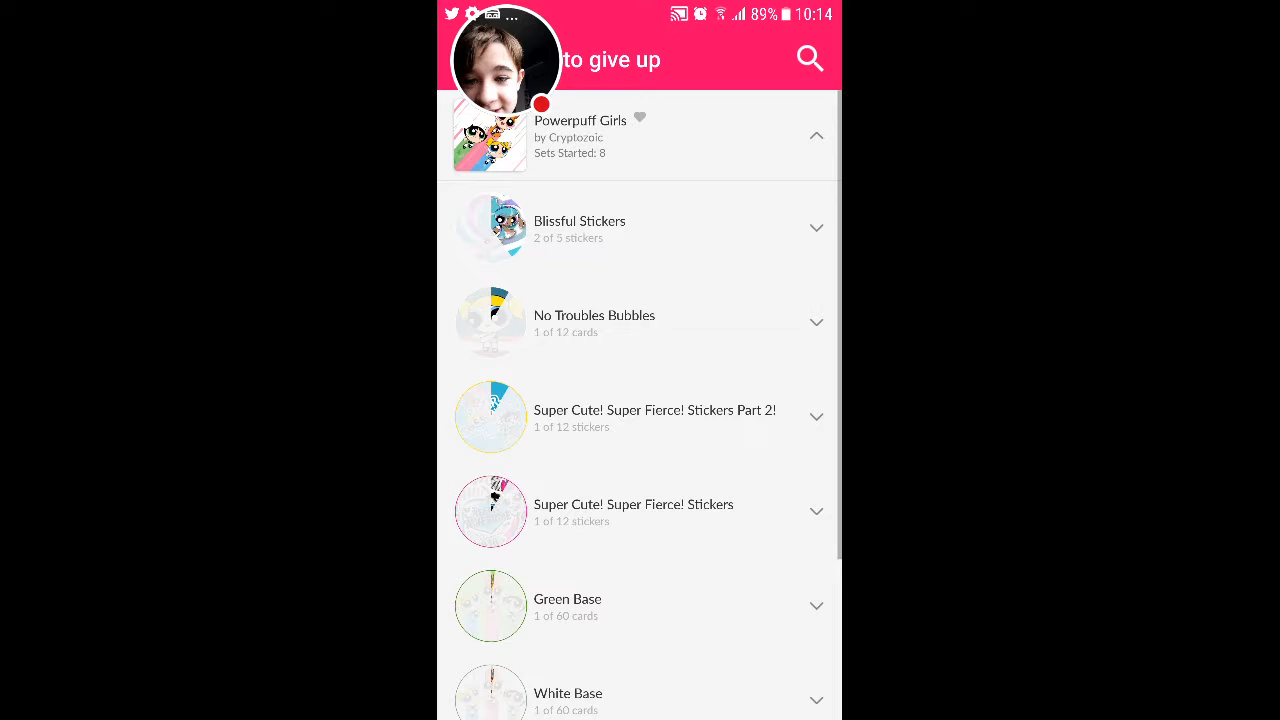 89% 10:14
to give up
Powerpuff Girls
by Cryptozoic
Sets Started: 8
Blissful Stickers
2 of 5 stickers
No Troubles Bubbles
1 of 12 cards
Super Cute! Super Fierce! Stickers Part 2!
1 of 12 stickers
Super Cute! Super Fierce! Stickers
1 of 12 stickers
Green Base
1 of 60 cards
White Base
1 of 60 cards